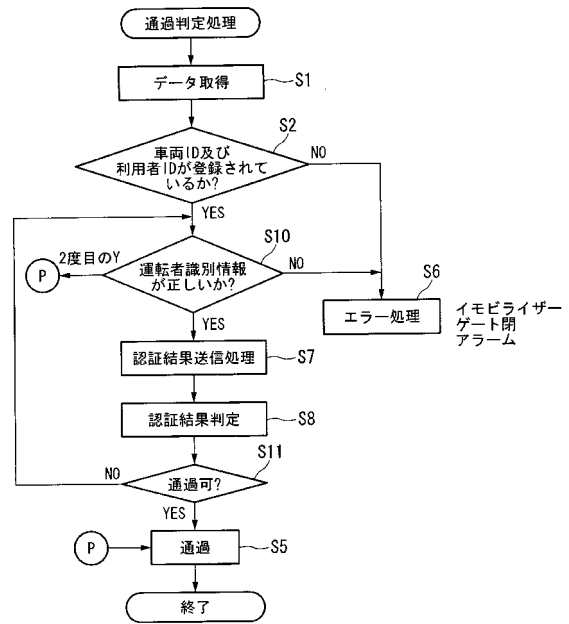 通過判定処理
データ取得
S1
S2
車両ID及び
利用者IDが登録されて
いるか?
NO
YES
S10
2度目のY
P
運転者識別情報
が正しいか?
NO
S6
エラー処理
イモビライザー
ゲート閉
アラーム
YES
認証結果送信処理
S7
認証結果判定
S8
S11
NO
通過可?
YES
P
通過
S5
終了